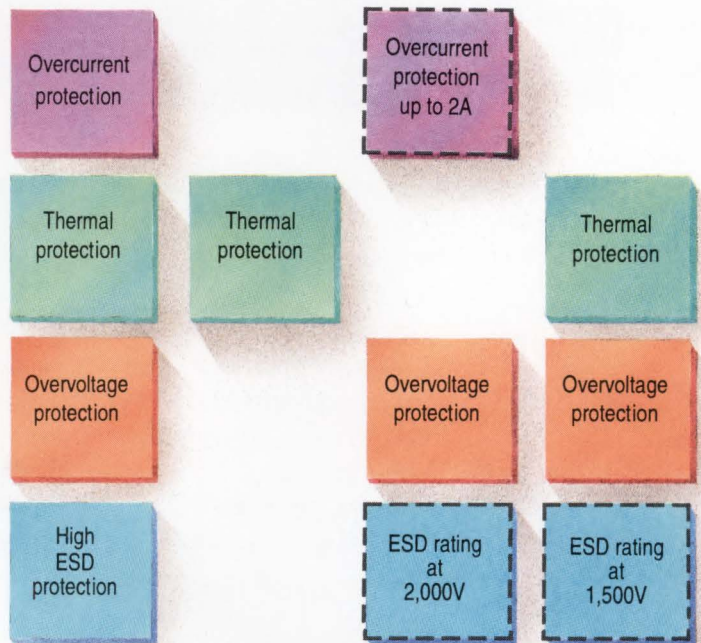 Overcurrent
protection
Overcurrent
protection
up to 2A
Thermal
protection
Thermal
protection
Thermal
protection
Overvoltage
protection
Overvoltage
protection
Overvoltage
protection
High
ESD
protection
ESD rating
at
2,000V
ESD rating
at
1,500V